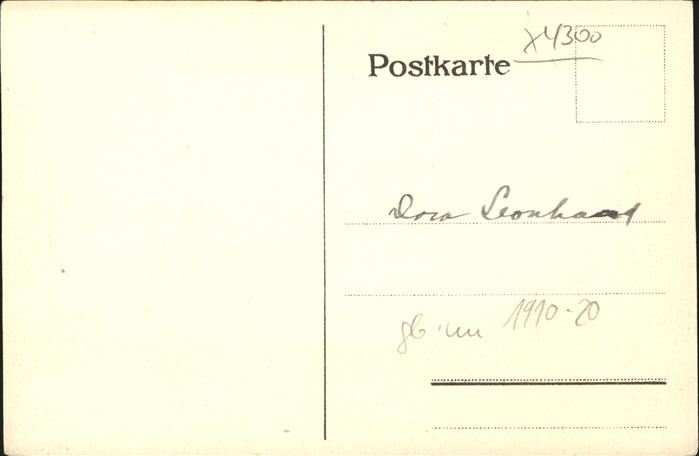 x4300
Postkarte
Dora Leonhard
1910-20